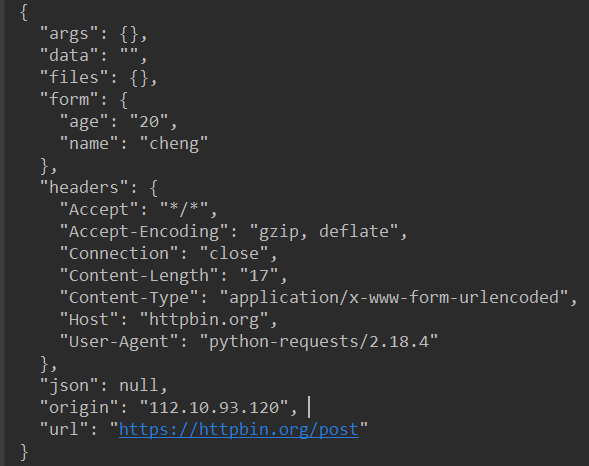 {
  "args": {},
  "data": "",
  "files": {},
  "form": {
    "age": "20",
    "name": "cheng"
  },
  "headers": {
    "Accept": "*/*",
    "Accept-Encoding": "gzip, deflate",
    "Connection": "close",
    "Content-Length": "17",
    "Content-Type": "application/x-www-form-urlencoded",
    "Host": "httpbin.org",
    "User-Agent": "python-requests/2.18.4"
  },
  "json": null,
  "origin": "112.10.93.120",
  "url": "https://httpbin.org/post"
}